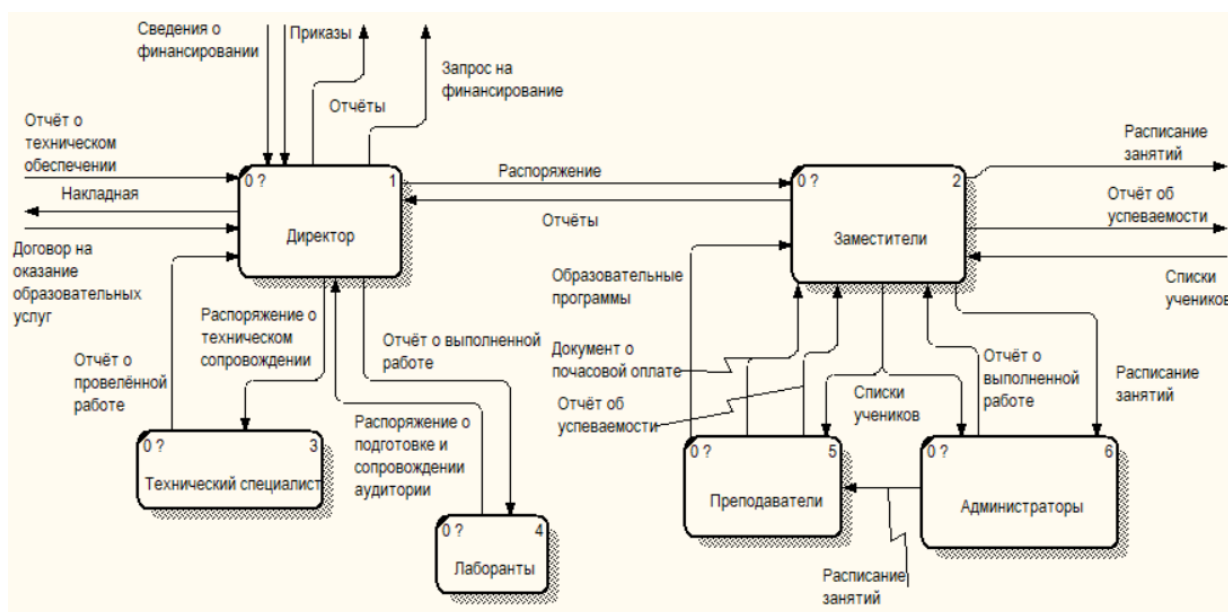 Сведения о
финансировании
Приказы
Отчёты
Запрос на
финансирование
Отчёт о
техническом
обеспечении
Накладная
Договор на
оказание
образовательных
услуг
0 ?
1
Директор
Распоряжение
Отчёты
0 ?
2
Заместители
Расписание
занятий
Отчёт об
успеваемости
Списки
учеников
Распоряжение о
техническом
сопровождении
Отчёт о выполненной
работе
Отчёт о
провелённой
работе
Распоряжение о
подготовке и
сопровождении
аудитории
Образовательные
программы
Документ о
почасовой оплате
Отчёт об
успеваемости
Списки
учеников
Отчёт о
выполненной
работе
Расписание
занятий
0 ?
3
Технический специалист
0 ?
4
Лаборанты
0 ?
5
Преподаватели
0 ?
6
Администраторы
Расписание
занятий